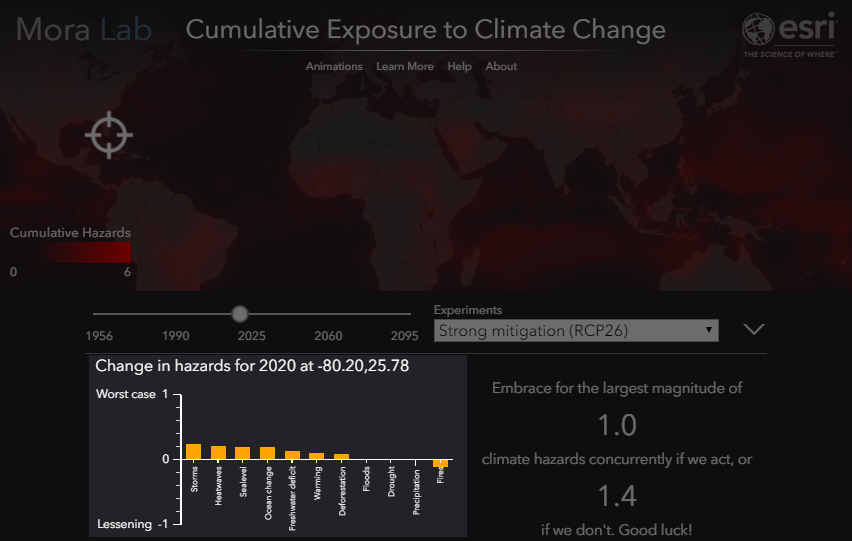 Mora Lab
Cumulative Exposure to Climate Change
esri
THE SCIENCE OF WHERE™
Animations Learn More Help About
Cumulative Hazards
0 6
1956 1990 2025 2060 2095
Experiments
Strong mitigation (RCP26)
Change in hazards for 2020 at -80.20,25.78
Worst case 1
0
Lessening -1
Storms
Heatwaves
Sealevel
Ocean change
Freshwater deficit
Warming
Deforestation
Floods
Drought
Precipitation
Fires
Embrace for the largest magnitude of
1.0
climate hazards concurrently if we act, or
1.4
if we don't. Good luck!